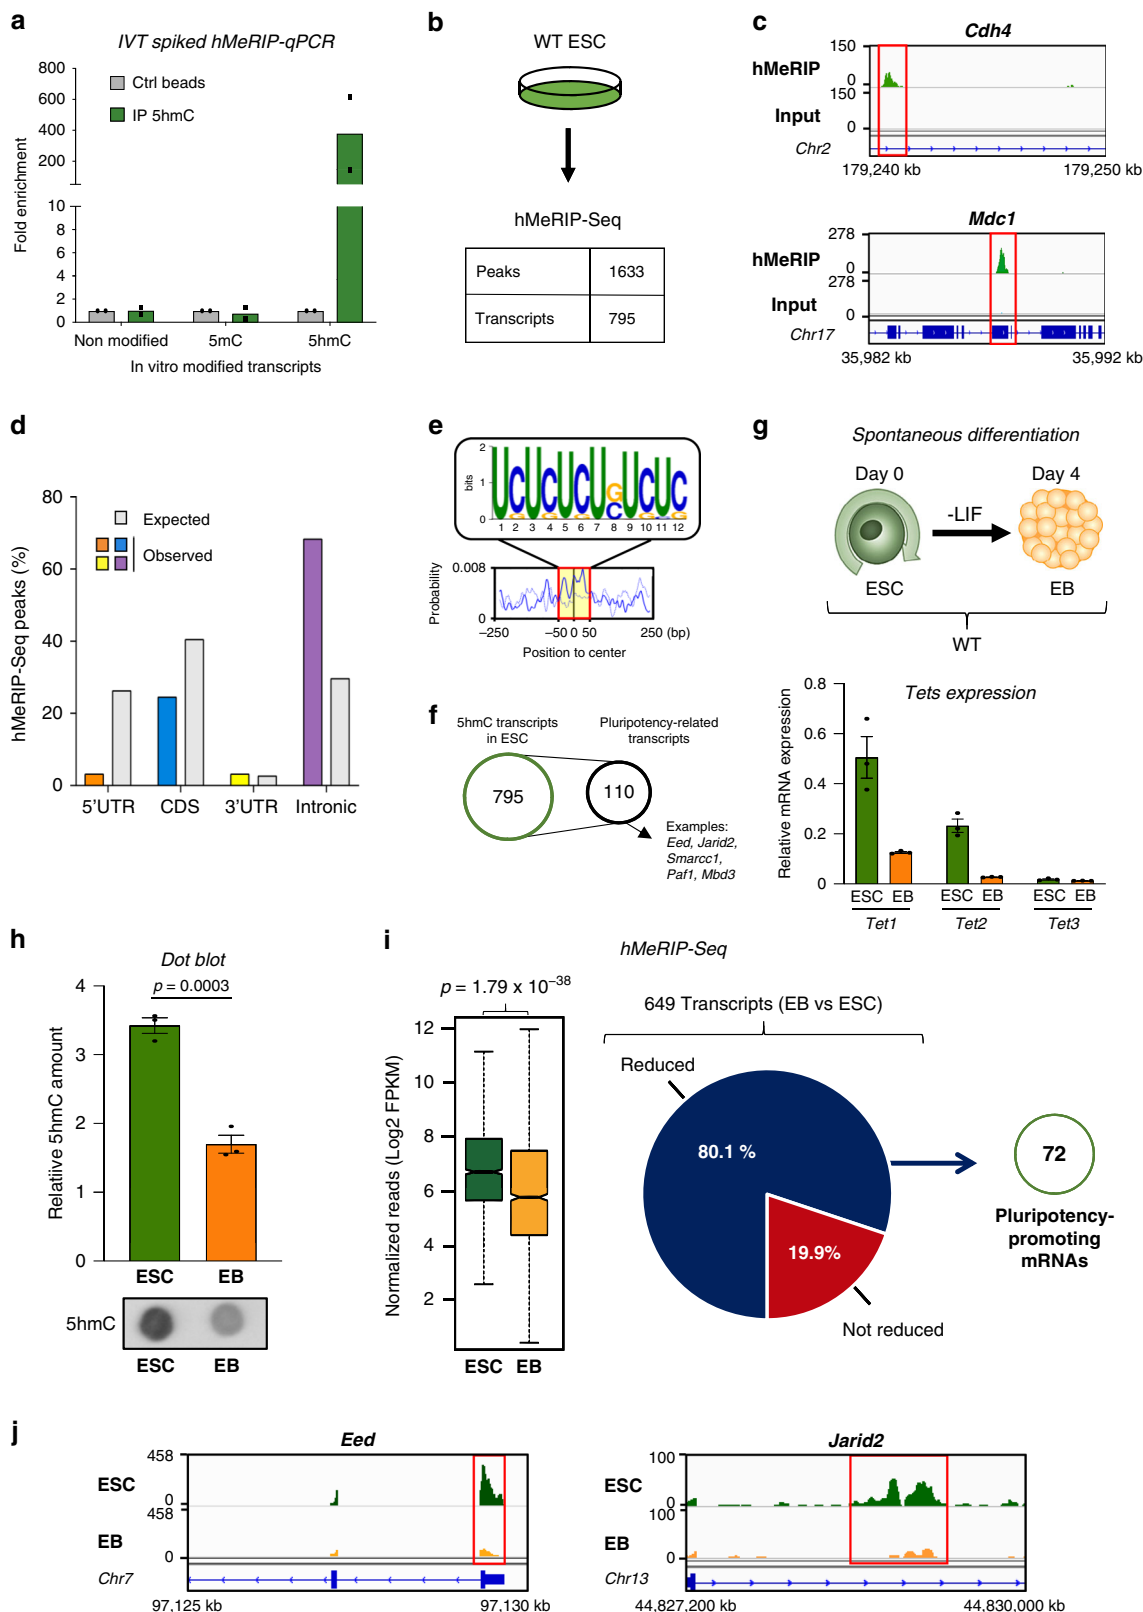 a
IVT spiked hMeRIP-qPCR
Ctrl beads
IP 5hmC
Fold enrichment
800
600
400
200
10
8
6
4
2
0
Non modified
5mC
5hmC
In vitro modified transcripts
b
WT ESC
hMeRIP-Seq
Peaks 1633
Transcripts 795
c
Cdh4
hMeRIP
150
0
Input
150
0
Chr2
179,240 kb
179,250 kb
Mdc1
hMeRIP
278
0
Input
278
0
Chr17
35,982 kb
35,992 kb
d
hMeRIP-Seq peaks (%)
80
60
40
20
0
Expected
Observed
5'UTR
CDS
3'UTR
Intronic
e
bits
2
1
0
UCUCUCUGUCUC
C
1 2 3 4 5 6 7 8 9 10 11 12
Probability
0.008
0
−250
−50 0 50
250 (bp)
Position to center
f
5hmC transcripts
in ESC
Pluripotency-related
transcripts
795
110
Examples:
Eed, Jarid2,
Smarcc1,
Paf1, Mbd3
g
Spontaneous differentiation
Day 0
Day 4
-LIF
ESC
EB
WT
Tets expression
Relative mRNA expression
0.8
0.6
0.4
0.2
0
ESC EB
ESC EB
ESC EB
Tet1
Tet2
Tet3
h
Dot blot
p = 0.0003
Relative 5hmC amount
4
3
2
1
0
ESC
EB
5hmC
ESC
EB
i
hMeRIP-Seq
p = 1.79 x 10−38
Normalized reads (Log2 FPKM)
12
10
8
6
4
2
ESC EB
649 Transcripts (EB vs ESC)
Reduced
80.1 %
19.9%
Not reduced
72
Pluripotency-
promoting
mRNAs
j
Eed
ESC
458
0
EB
458
0
Chr7
97,125 kb
97,130 kb
Jarid2
ESC
100
0
EB
100
0
Chr13
44,827,200 kb
44,830,000 kb